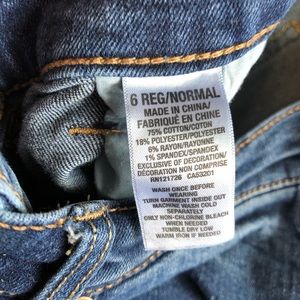 6 REG/NORMAL
MADE IN CHINA/
FABRIQUÉ EN CHINE
75% COTTON/COTON
18% POLYESTER/POLYESTER
6% RAYON/RAYONNE
1% SPANDEX/SPANDEX
EXCLUSIVE OF DECORATION/
DÉCORATION NON COMPRISE
RN121726 CA53201
WASH ONCE BEFORE
WEARING
TURN GARMENT INSIDE OUT
MACHINE WASH COLD
SEPARATELY
ONLY NON-CHLORINE BLEACH
WHEN NEEDED
TUMBLE DRY LOW
WARM IRON IF NEEDED